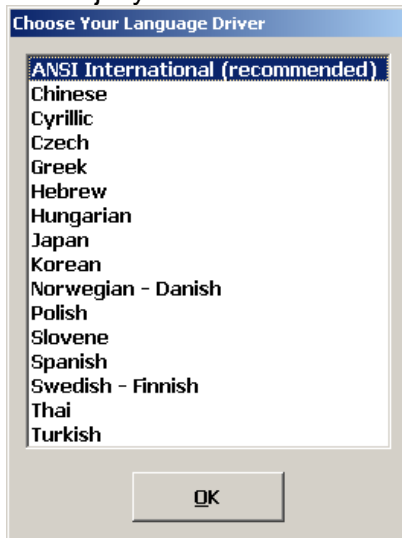 Choose Your Language Driver
ANSI International (recommended)
Chinese
Cyrillic
Czech
Greek
Hebrew
Hungarian
Japan
Korean
Norwegian - Danish
Polish
Slovene
Spanish
Swedish - Finnish
Thai
Turkish
OK